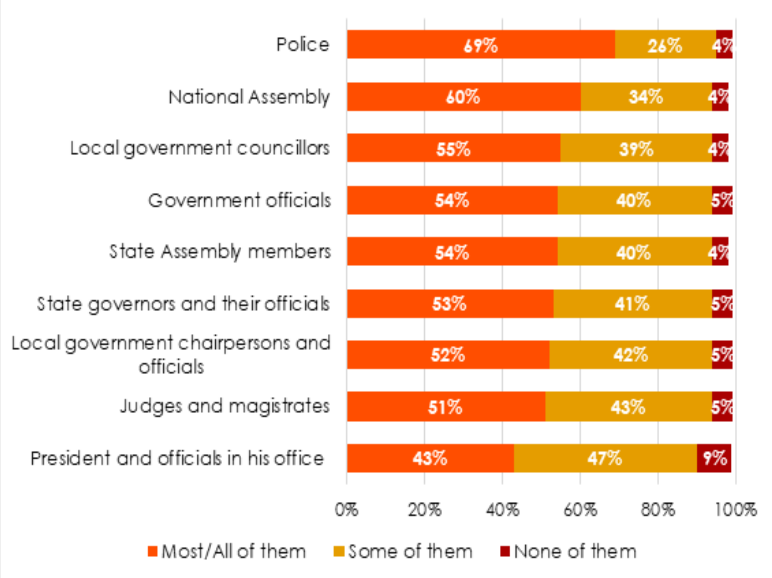 Police 69% 26% 4%
National Assembly 60% 34% 4%
Local government councillors 55% 39% 4%
Government officials 54% 40% 5%
State Assembly members 54% 40% 4%
State governors and their officials 53% 41% 5%
Local government chairpersons and
officials 52% 42% 5%
Judges and magistrates 51% 43% 5%
President and officials in his office 43% 47% 9%
0% 20% 40% 60% 80% 100%
Most/All of them Some of them None of them